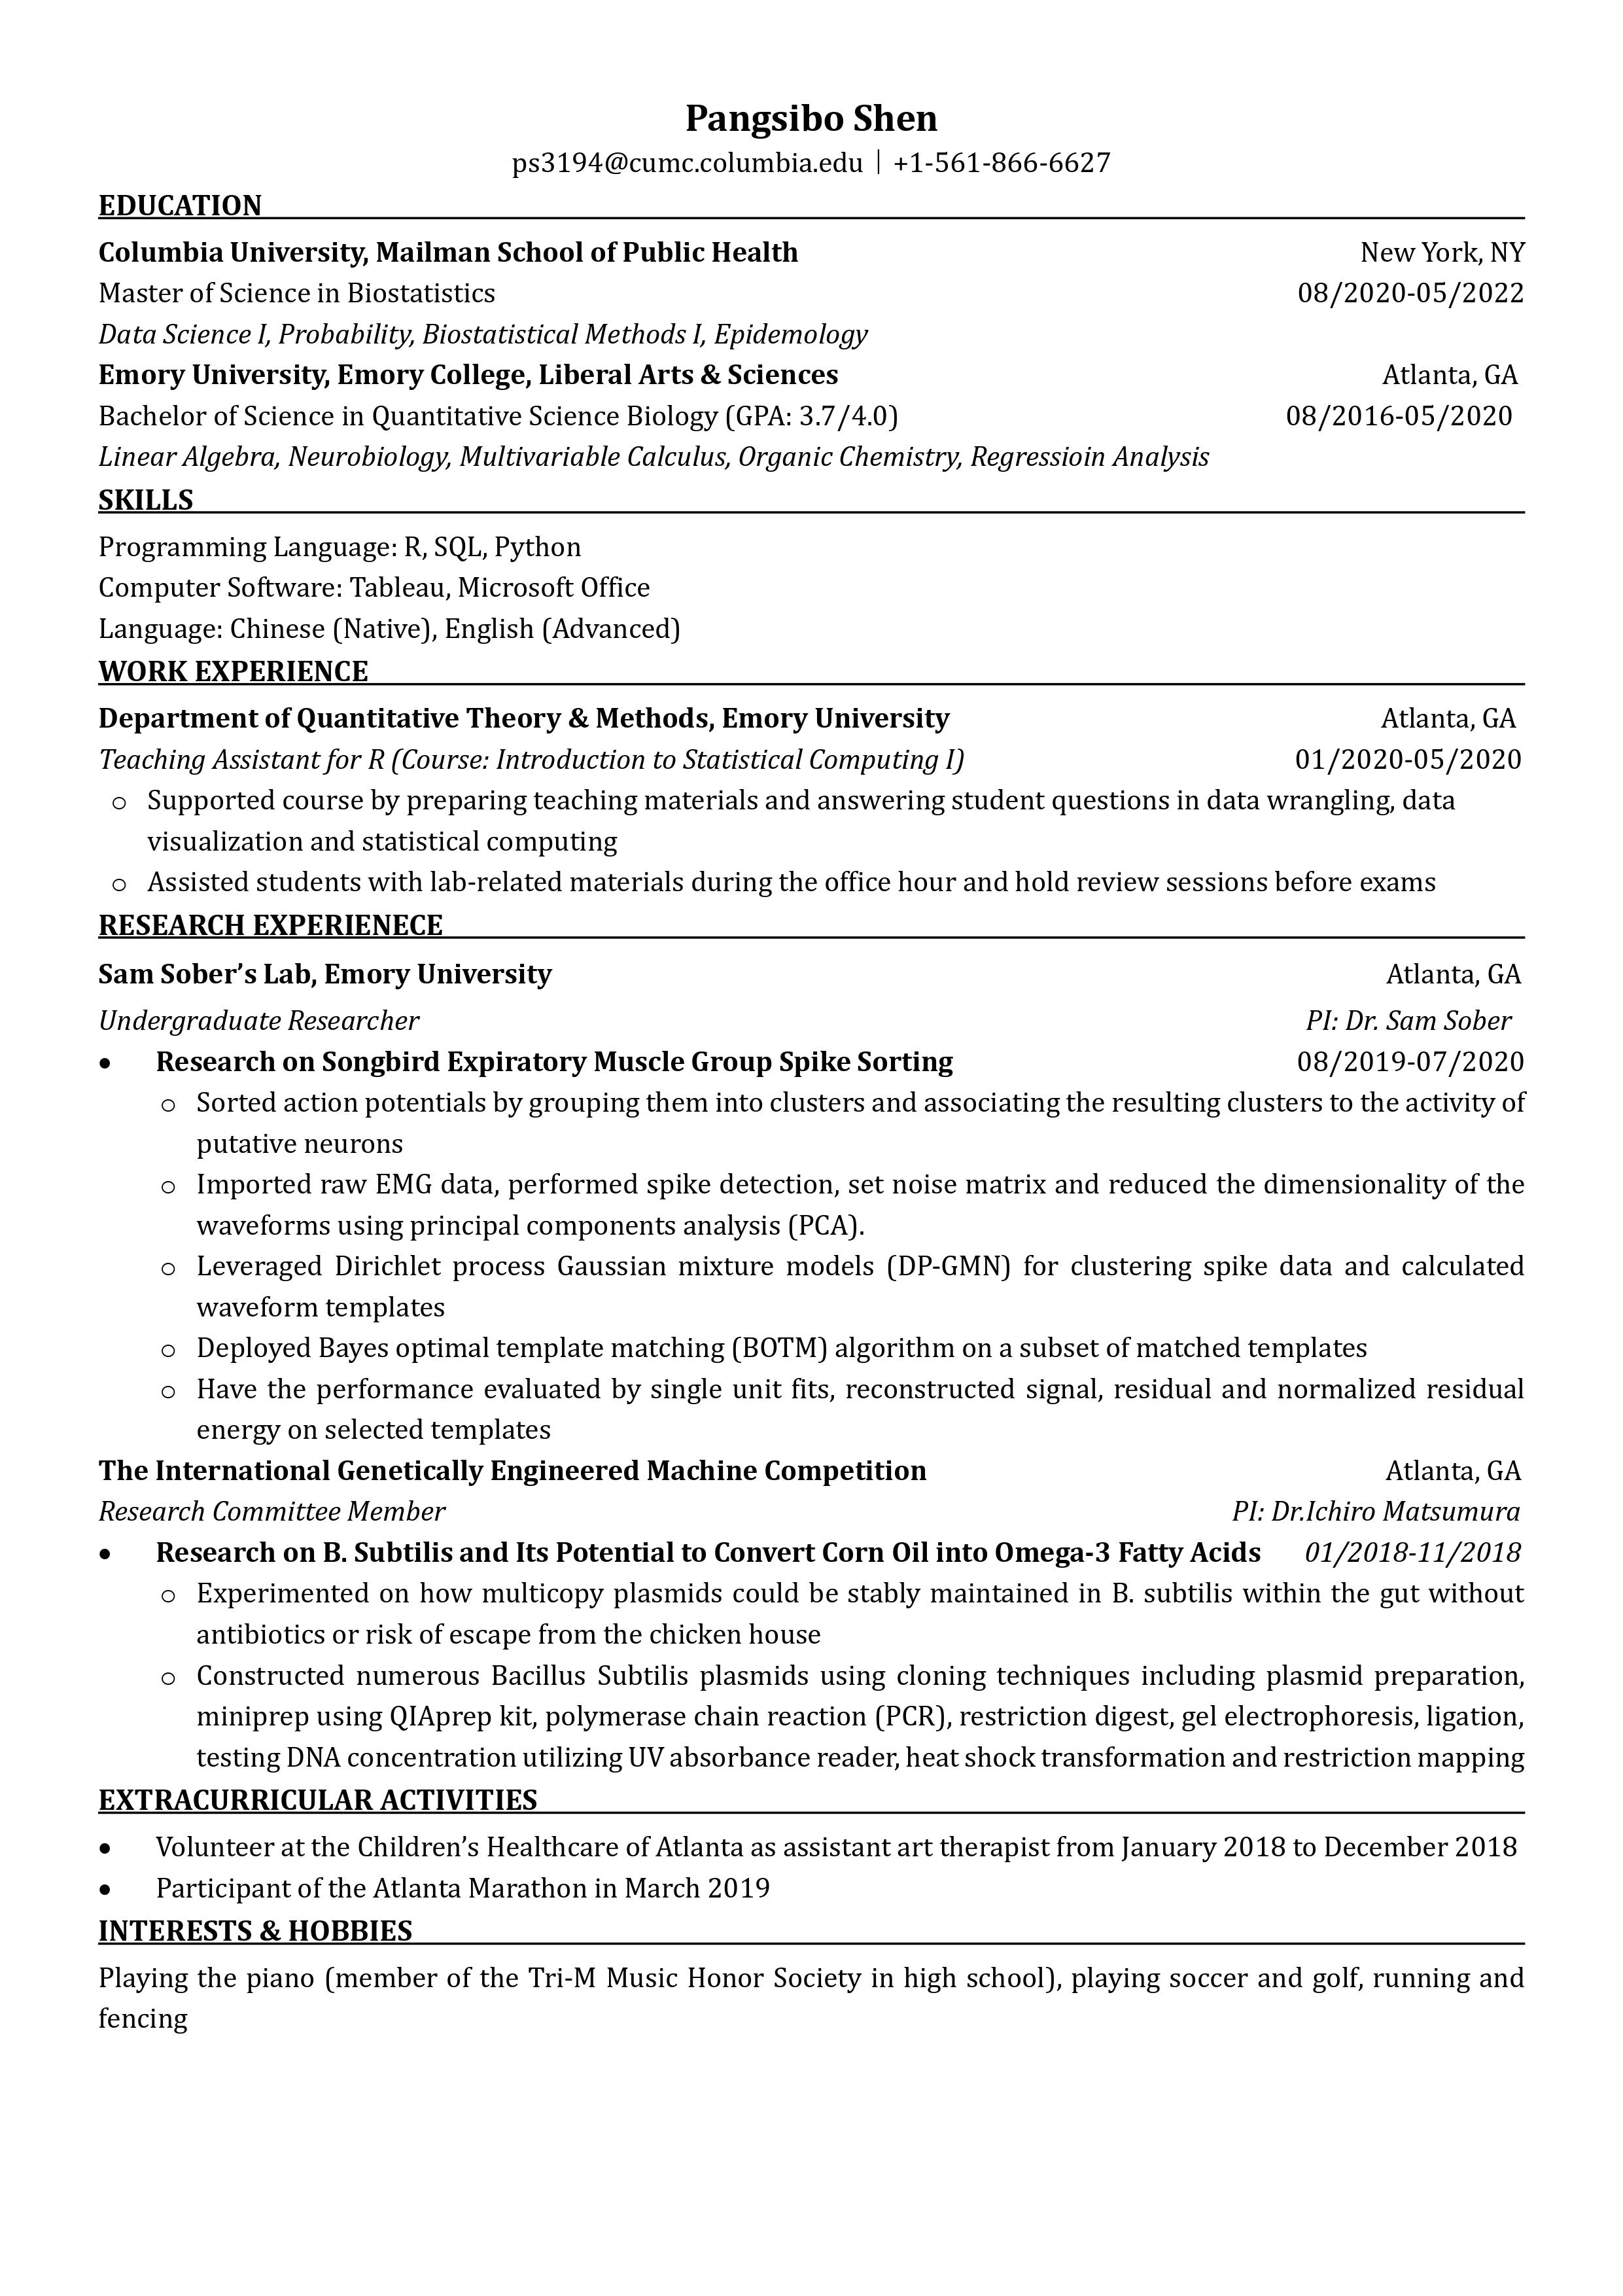 Pangsibo Shen
ps3194@cumc.columbia.edu | +1-561-866-6627
EDUCATION
Columbia University, Mailman School of Public Health New York, NY
Master of Science in Biostatistics 08/2020-05/2022
Data Science I, Probability, Biostatistical Methods I, Epidemology
Emory University, Emory College, Liberal Arts & Sciences Atlanta, GA
Bachelor of Science in Quantitative Science Biology (GPA: 3.7/4.0) 08/2016-05/2020
Linear Algebra, Neurobiology, Multivariable Calculus, Organic Chemistry, Regressioin Analysis
SKILLS
Programming Language: R, SQL, Python
Computer Software: Tableau, Microsoft Office
Language: Chinese (Native), English (Advanced)
WORK EXPERIENCE
Department of Quantitative Theory & Methods, Emory University Atlanta, GA
Teaching Assistant for R (Course: Introduction to Statistical Computing I) 01/2020-05/2020
o Supported course by preparing teaching materials and answering student questions in data wrangling, data
visualization and statistical computing
o Assisted students with lab-related materials during the office hour and hold review sessions before exams
RESEARCH EXPERIENECE
Sam Sober’s Lab, Emory University Atlanta, GA
Undergraduate Researcher PI: Dr. Sam Sober
• Research on Songbird Expiratory Muscle Group Spike Sorting 08/2019-07/2020
o Sorted action potentials by grouping them into clusters and associating the resulting clusters to the activity of
putative neurons
o Imported raw EMG data, performed spike detection, set noise matrix and reduced the dimensionality of the
waveforms using principal components analysis (PCA).
o Leveraged Dirichlet process Gaussian mixture models (DP-GMN) for clustering spike data and calculated
waveform templates
o Deployed Bayes optimal template matching (BOTM) algorithm on a subset of matched templates
o Have the performance evaluated by single unit fits, reconstructed signal, residual and normalized residual
energy on selected templates
The International Genetically Engineered Machine Competition Atlanta, GA
Research Committee Member PI: Dr.Ichiro Matsumura
• Research on B. Subtilis and Its Potential to Convert Corn Oil into Omega-3 Fatty Acids 01/2018-11/2018
o Experimented on how multicopy plasmids could be stably maintained in B. subtilis within the gut without
antibiotics or risk of escape from the chicken house
o Constructed numerous Bacillus Subtilis plasmids using cloning techniques including plasmid preparation,
miniprep using QIAprep kit, polymerase chain reaction (PCR), restriction digest, gel electrophoresis, ligation,
testing DNA concentration utilizing UV absorbance reader, heat shock transformation and restriction mapping
EXTRACURRICULAR ACTIVITIES
• Volunteer at the Children’s Healthcare of Atlanta as assistant art therapist from January 2018 to December 2018
• Participant of the Atlanta Marathon in March 2019
INTERESTS & HOBBIES
Playing the piano (member of the Tri-M Music Honor Society in high school), playing soccer and golf, running and
fencing